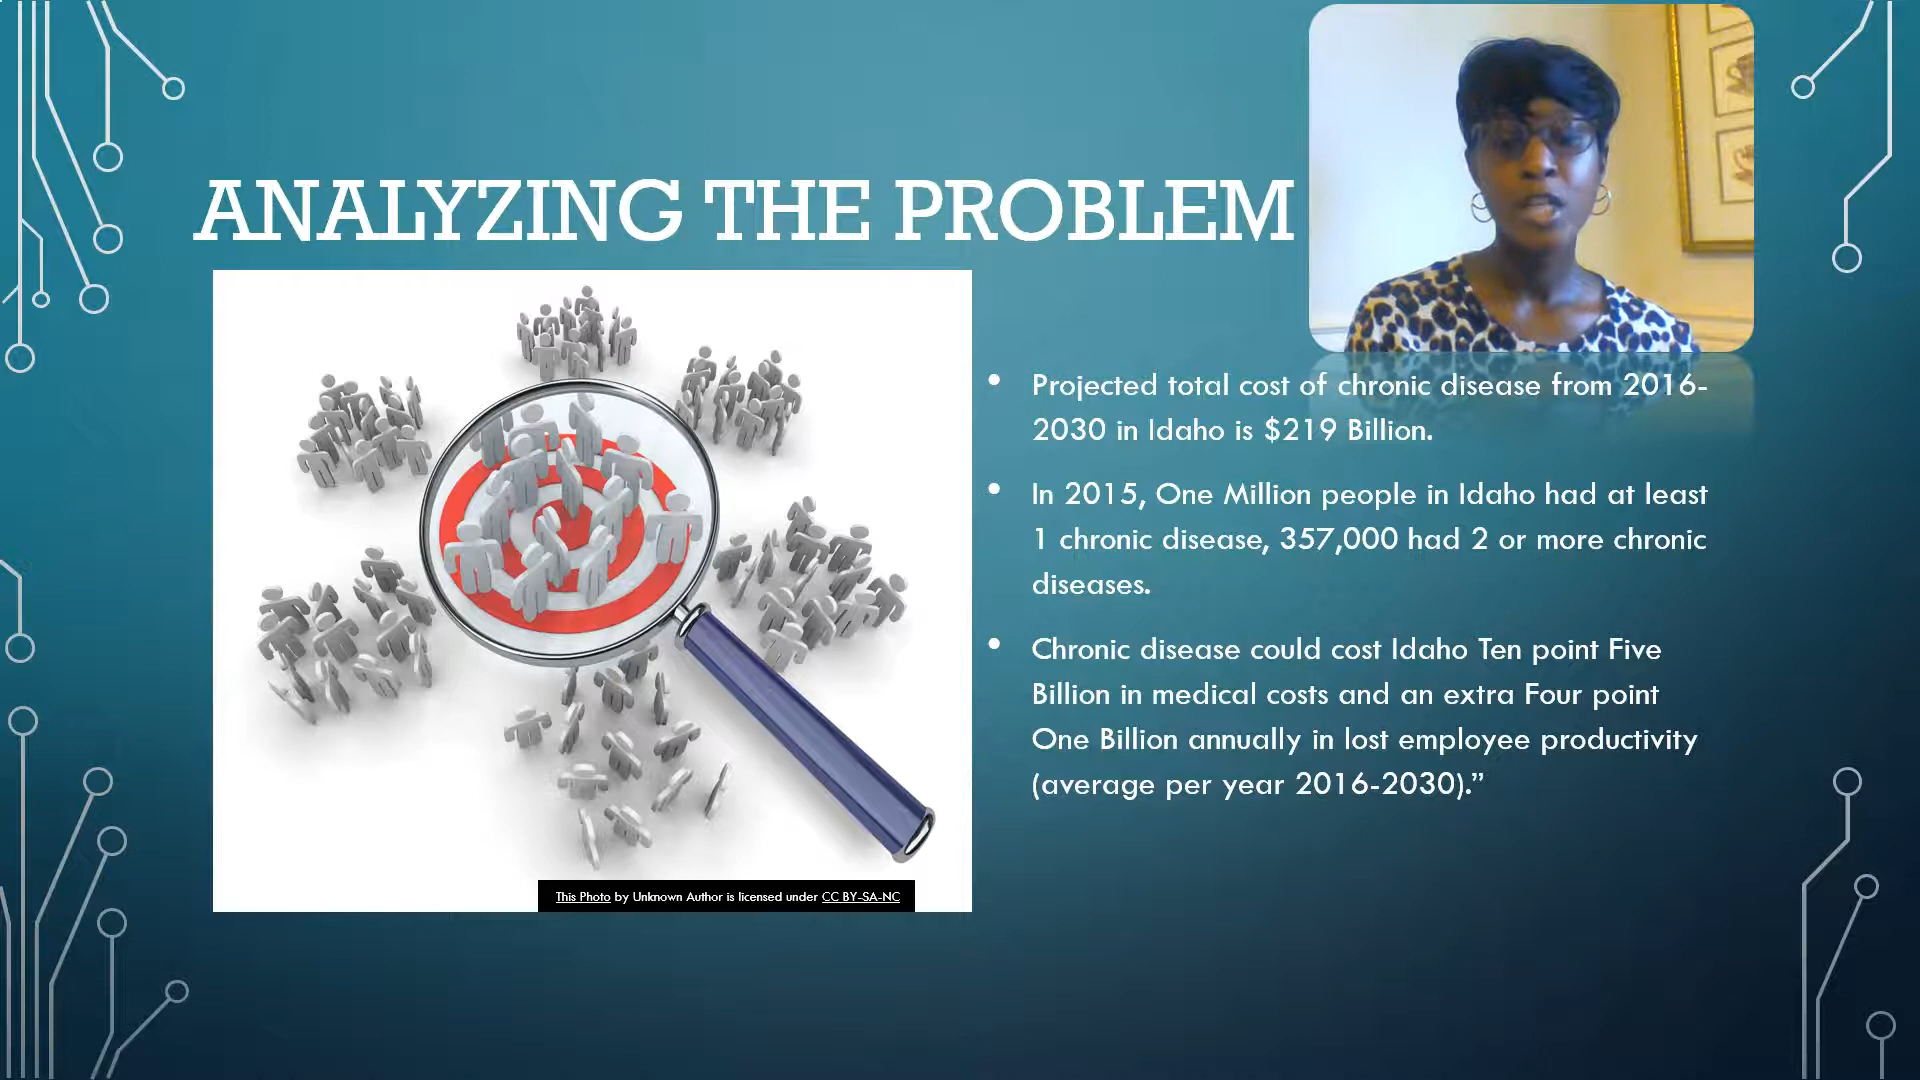 ANALYZING THE PROBLEM
• Projected total cost of chronic disease from 2016-
2030 in Idaho is $219 Billion.
• In 2015, One Million people in Idaho had at least
1 chronic disease, 357,000 had 2 or more chronic
diseases.
• Chronic disease could cost Idaho Ten point Five
Billion in medical costs and an extra Four point
One Billion annually in lost employee productivity
(average per year 2016-2030).”
This Photo by Unknown Author is licensed under CC BY-SA-NC